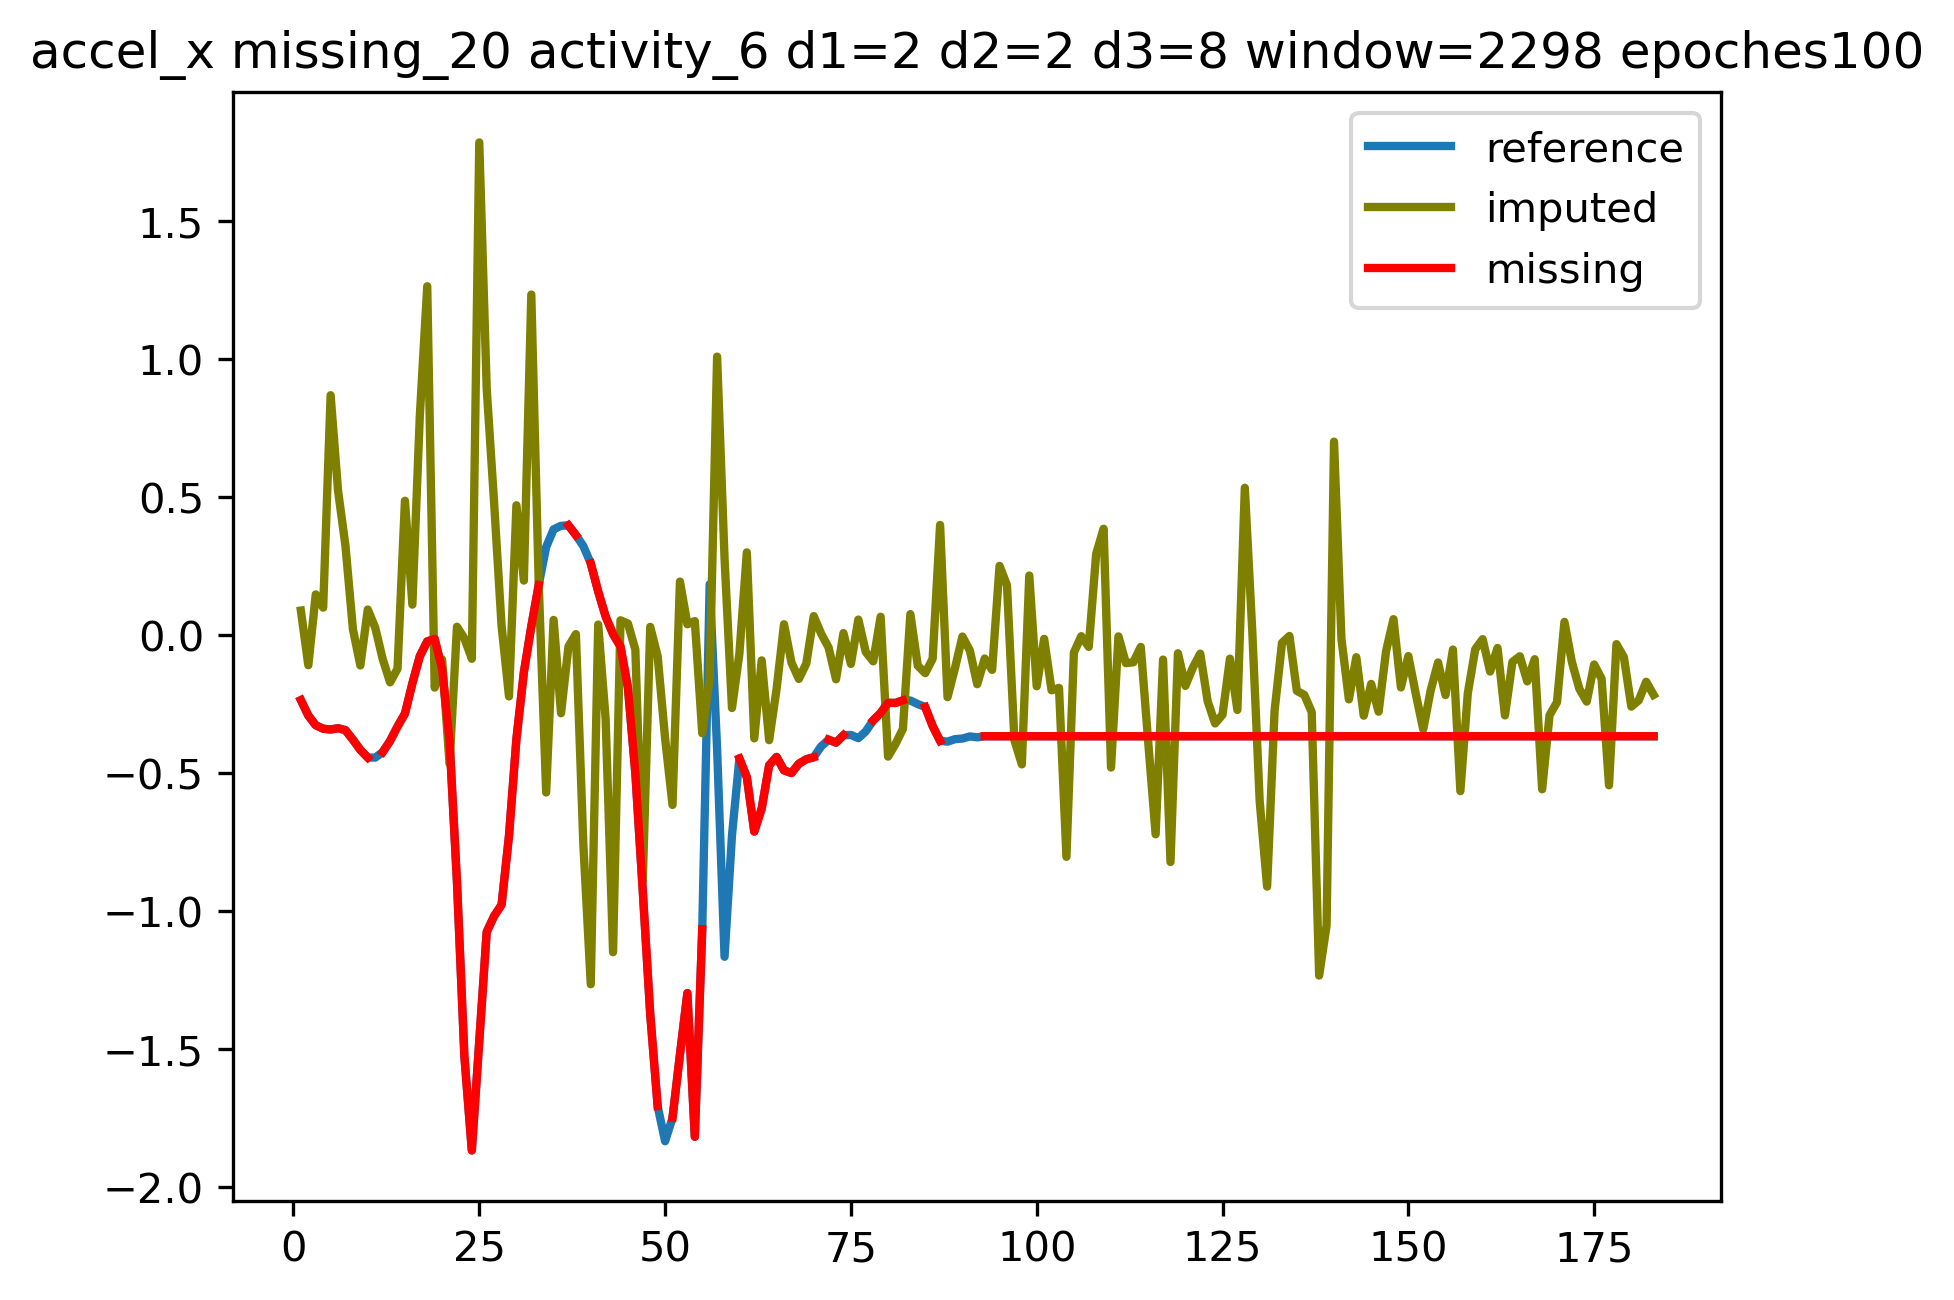 accel_x missing_20 activity_6 d1=2 d2=2 d3=8 window=2298 epoches100
reference
imputed
missing
1.5
1.0
0.5
0.0
−0.5
−1.0
−1.5
−2.0
0 25 50 75 100 125 150 175